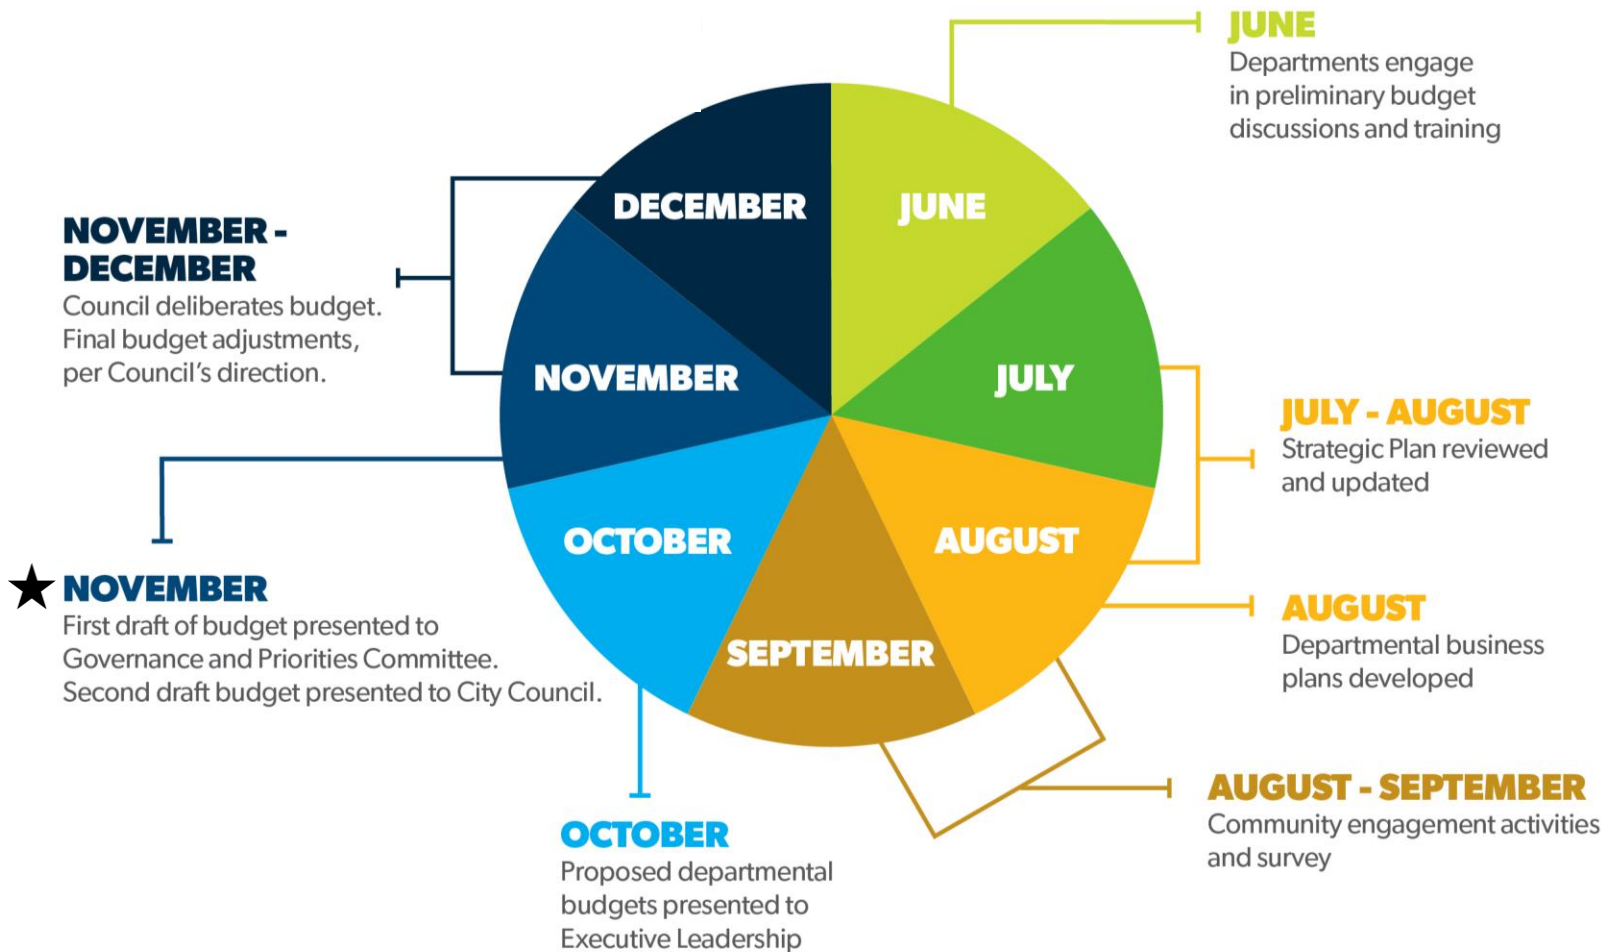 JUNE
Departments engage
in preliminary budget
discussions and training
DECEMBER
JUNE
NOVEMBER -
DECEMBER
Council deliberates budget.
Final budget adjustments,
per Council's direction.
NOVEMBER
JULY
JULY - AUGUST
Strategic Plan reviewed
and updated
OCTOBER
AUGUST
NOVEMBER
First draft of budget presented to
Governance and Priorities Committee.
Second draft budget presented to City Council.
SEPTEMBER
AUGUST
Departmental business
plans developed
AUGUST - SEPTEMBER
Community engagement activities
and survey
OCTOBER
Proposed departmental
budgets presented to
Executive Leadership